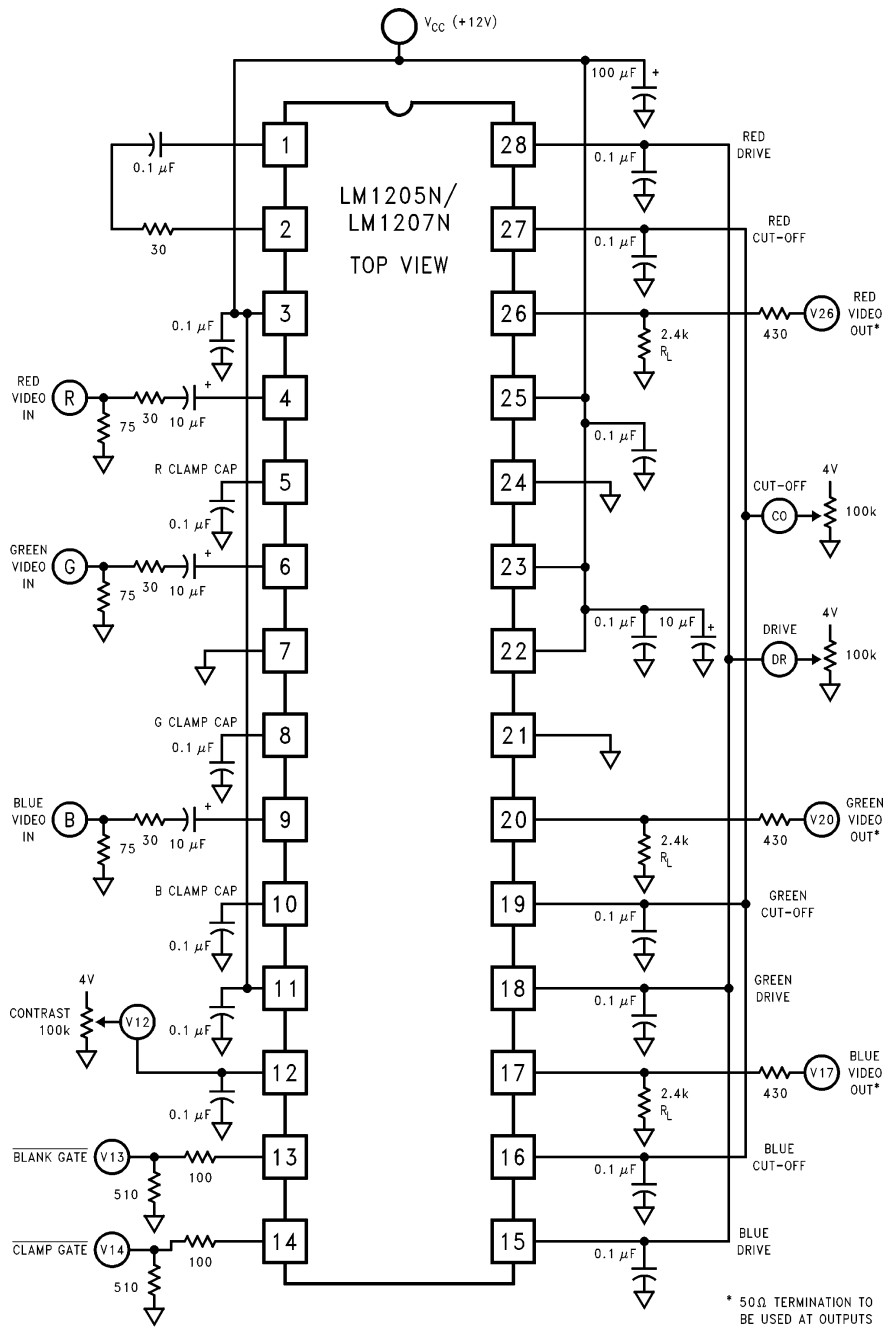 VCC (+12V)
100 μF +
1
28
0.1 μF
0.1 μF
RED
DRIVE
LM1205N/
LM1207N
TOP VIEW
2
27
30
0.1 μF
RED
CUT-OFF
3
26
0.1 μF
2.4k
RL
430
V26
RED
VIDEO
OUT*
RED
VIDEO
IN
R
75
30
10 μF
+
4
25
0.1 μF
R CLAMP CAP
0.1 μF
5
24
CUT-OFF
CO
4V
100k
GREEN
VIDEO
IN
G
75
30
10 μF
+
6
23
7
22
0.1 μF
10 μF
+
DRIVE
DR
4V
100k
G CLAMP CAP
0.1 μF
8
21
BLUE
VIDEO
IN
B
75
30
10 μF
+
9
20
2.4k
RL
430
V20
GREEN
VIDEO
OUT*
B CLAMP CAP
0.1 μF
10
19
0.1 μF
GREEN
CUT-OFF
11
18
0.1 μF
0.1 μF
GREEN
DRIVE
4V
CONTRAST
100k
V12
12
17
0.1 μF
2.4k
RL
430
V17
BLUE
VIDEO
OUT*
BLANK GATE
V13
510
100
13
16
0.1 μF
BLUE
CUT-OFF
CLAMP GATE
V14
510
100
14
15
0.1 μF
BLUE
DRIVE
* 50Ω TERMINATION TO
BE USED AT OUTPUTS